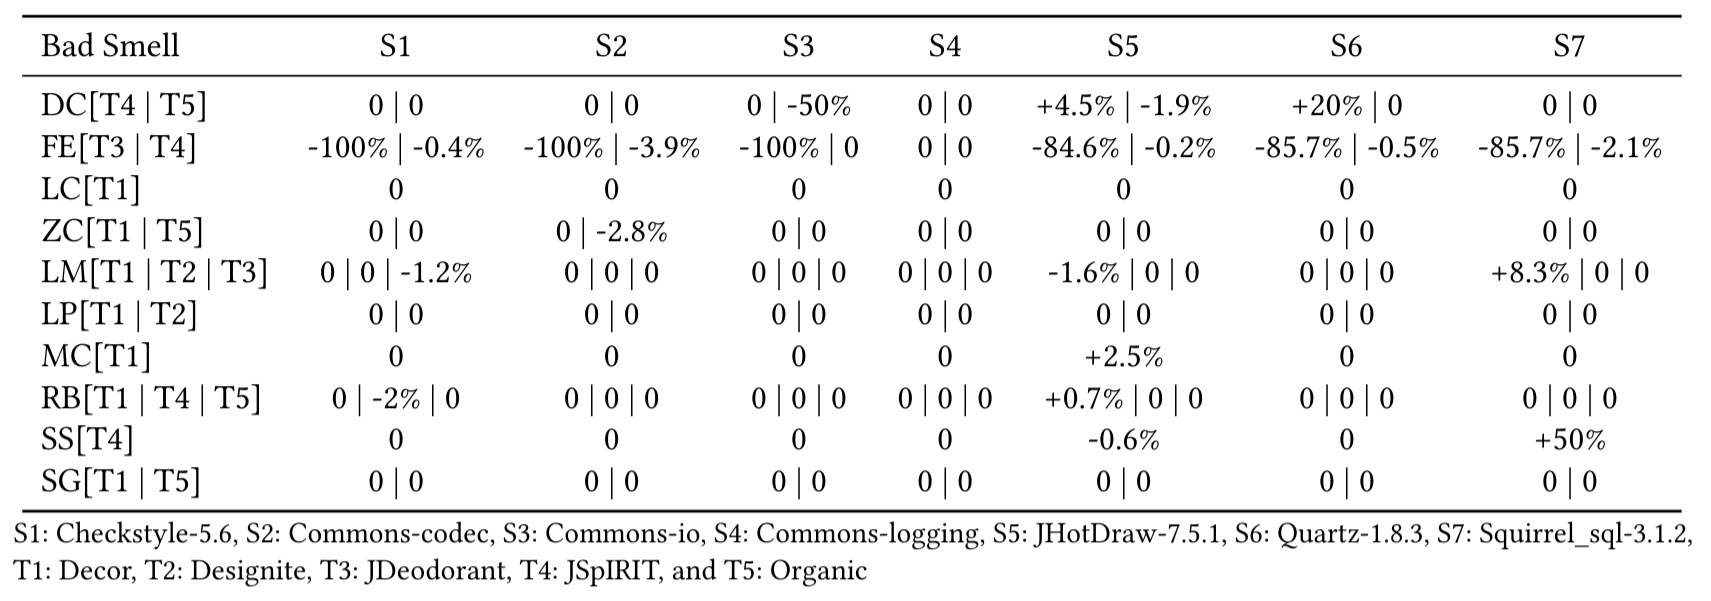 Bad Smell S1 S2 S3 S4 S5 S6 S7
DC[T4 | T5] 0 | 0 0 | 0 0 | -50% 0 | 0 +4.5% | -1.9% +20% | 0 0 | 0
FE[T3 | T4] -100% | -0.4% -100% | -3.9% -100% | 0 0 | 0 -84.6% | -0.2% -85.7% | -0.5% -85.7% | -2.1%
LC[T1] 0 0 0 0 0 0 0
ZC[T1 | T5] 0 | 0 0 | -2.8% 0 | 0 0 | 0 0 | 0 0 | 0 0 | 0
LM[T1 | T2 | T3] 0 | 0 | -1.2% 0 | 0 | 0 0 | 0 | 0 0 | 0 | 0 -1.6% | 0 | 0 0 | 0 | 0 +8.3% | 0 | 0
LP[T1 | T2] 0 | 0 0 | 0 0 | 0 0 | 0 0 | 0 0 | 0 0 | 0
MC[T1] 0 0 0 0 +2.5% 0 0
RB[T1 | T4 | T5] 0 | -2% | 0 0 | 0 | 0 0 | 0 | 0 0 | 0 | 0 +0.7% | 0 | 0 0 | 0 | 0 0 | 0 | 0
SS[T4] 0 0 0 0 -0.6% 0 +50%
SG[T1 | T5] 0 | 0 0 | 0 0 | 0 0 | 0 0 | 0 0 | 0 0 | 0
S1: Checkstyle-5.6, S2: Commons-codec, S3: Commons-io, S4: Commons-logging, S5: JHotDraw-7.5.1, S6: Quartz-1.8.3, S7: Squirrel_sql-3.1.2,
T1: Decor, T2: Designite, T3: JDeodorant, T4: JSpIRIT, and T5: Organic